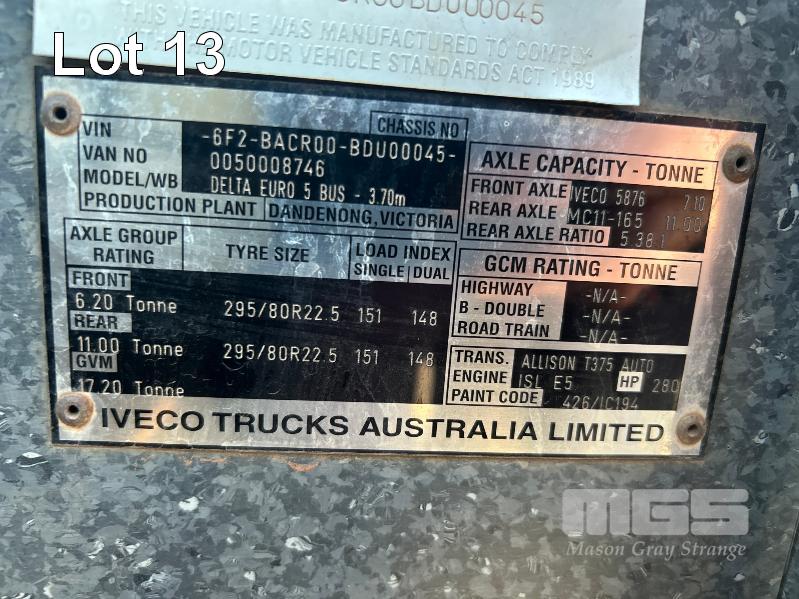 BDU00045
Lot 13
THIS VEHICLE WAS MANUFACTURED TO COMPLY
MOTOR VEHICLE STANDARDS ACT 1989
CHASSIS NO
VIN -6F2-BACR00-BDU00045-
VAN NO 0050008746
MODEL/WB DELTA EURO 5 BUS - 3.70m
PRODUCTION PLANT DANDENONG, VICTORIA
AXLE GROUP RATING TYRE SIZE LOAD INDEX
SINGLE DUAL
FRONT
6.20 Tonne 295/80R22.5 151 148
REAR
11.00 Tonne 295/80R22.5 151 148
GVM
17.20 Tonne
AXLE CAPACITY - TONNE
FRONT AXLE IVECO 5876 7.10
REAR AXLE -MC11-165 11.00
REAR AXLE RATIO 5.38:1
GCM RATING - TONNE
HIGHWAY -N/A-
B - DOUBLE -N/A-
ROAD TRAIN -N/A-
TRANS. ALLISON T375 AUTO
ENGINE ISL E5 HP 280
PAINT CODE 426/IC194
IVECO TRUCKS AUSTRALIA LIMITED
MGS
Mason Gray Strange